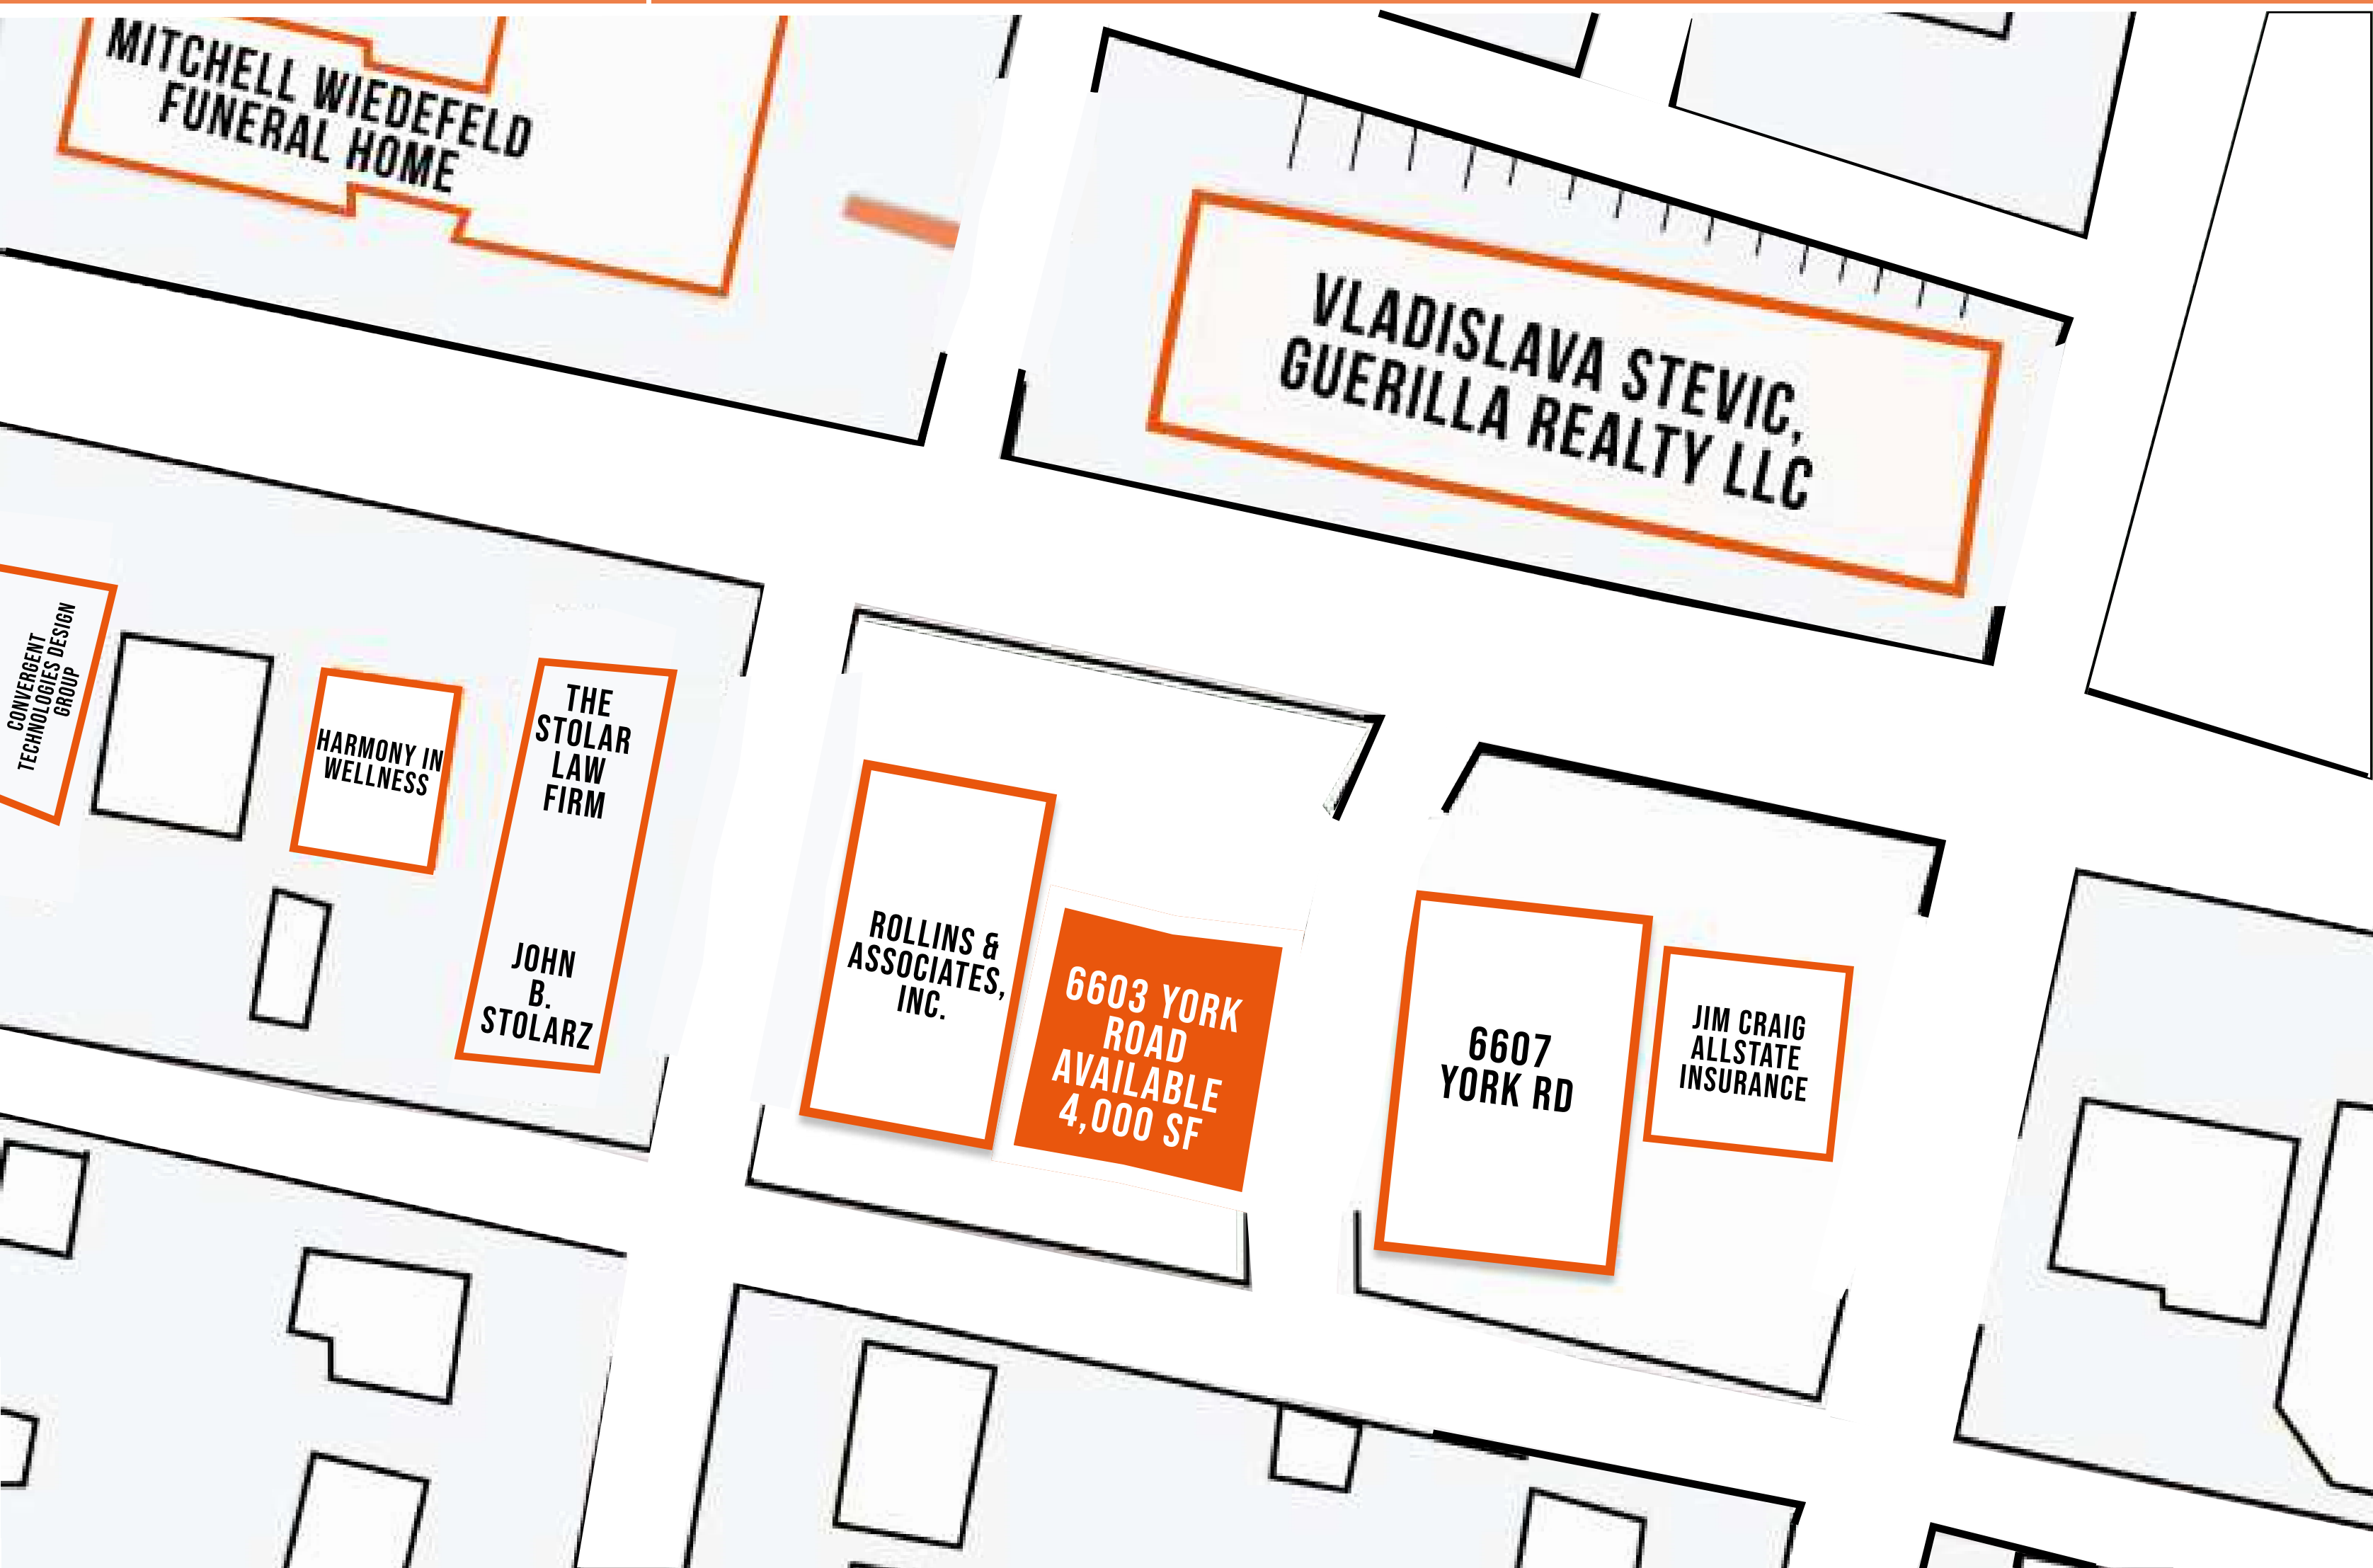 MITCHELL WIEDEFELD
FUNERAL HOME
VLADISLAVA STEVIC,
GUERILLA REALTY LLC
CONVERGENT
TECHNOLOGIES DESIGN
GROUP
HARMONY IN
WELLNESS
THE
STOLAR
LAW
FIRM
JOHN
B.
STOLARZ
ROLLINS &
ASSOCIATES,
INC.
6603 YORK
ROAD
AVAILABLE
4,000 SF
6607
YORK RD
JIM CRAIG
ALLSTATE
INSURANCE